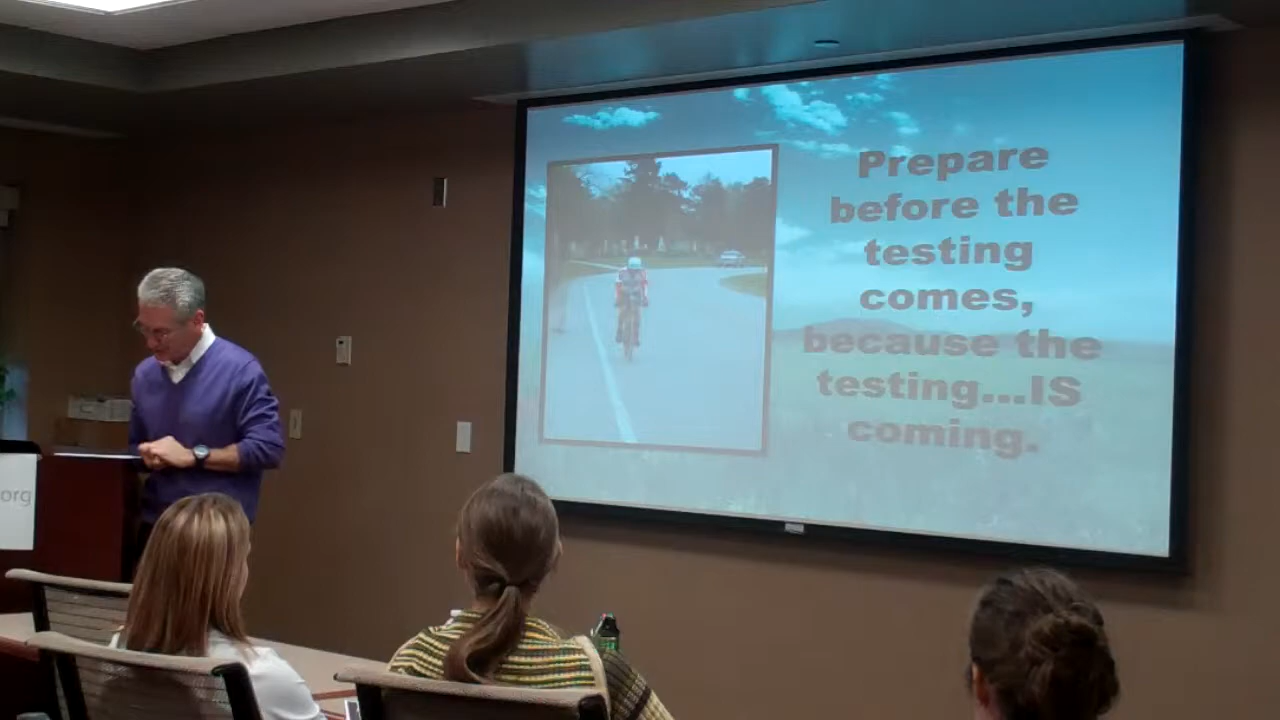 Prepare
before the
testing
comes,
because the
testing...IS
coming.
org